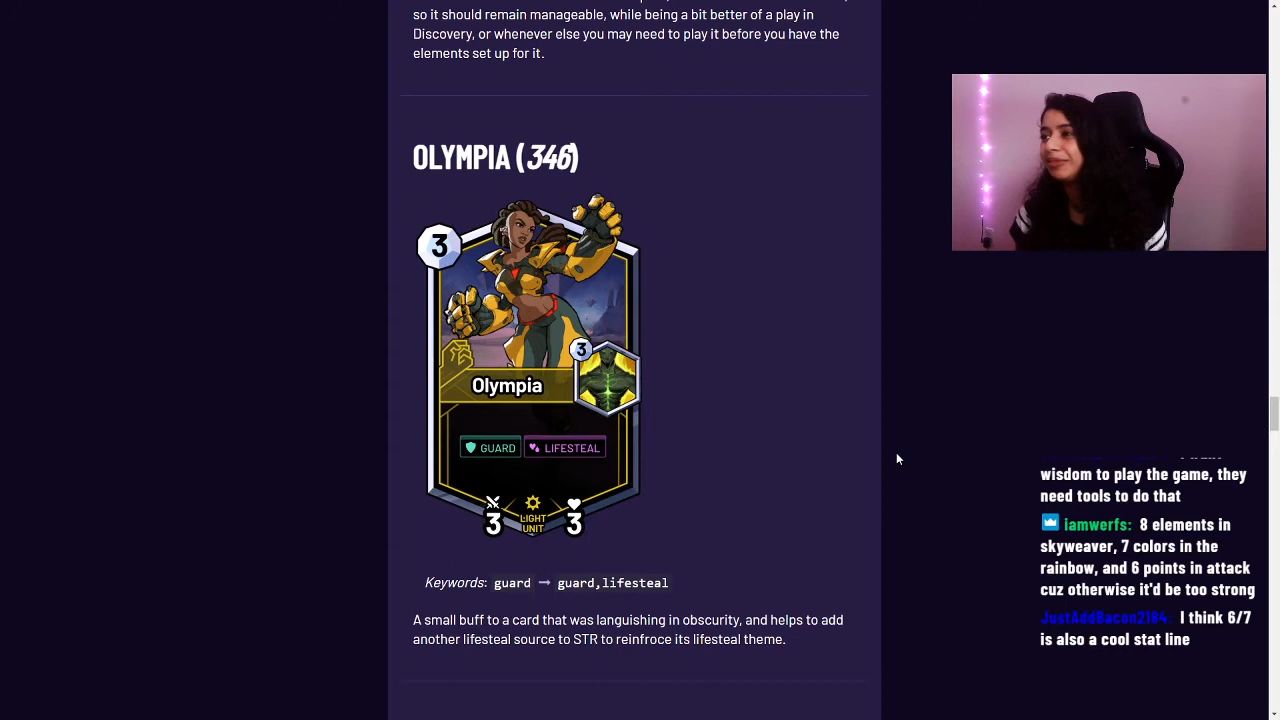 so it should remain manageable, while being a bit better of a play in
Discovery, or whenever else you may need to play it before you have the
elements set up for it.
OLYMPIA (346)
3
3
Olympia
GUARD LIFESTEAL
3 LIGHT UNIT 3
Keywords: guard → guard,lifesteal
A small buff to a card that was languishing in obscurity, and helps to add
another lifesteal source to STR to reinfroce its lifesteal theme.
wisdom to play the game, they
need tools to do that
iamwerfs: 8 elements in
skyweaver, 7 colors in the
rainbow, and 6 points in attack
cuz otherwise it'd be too strong
JustAddBacon2184: I think 6/7
is also a cool stat line